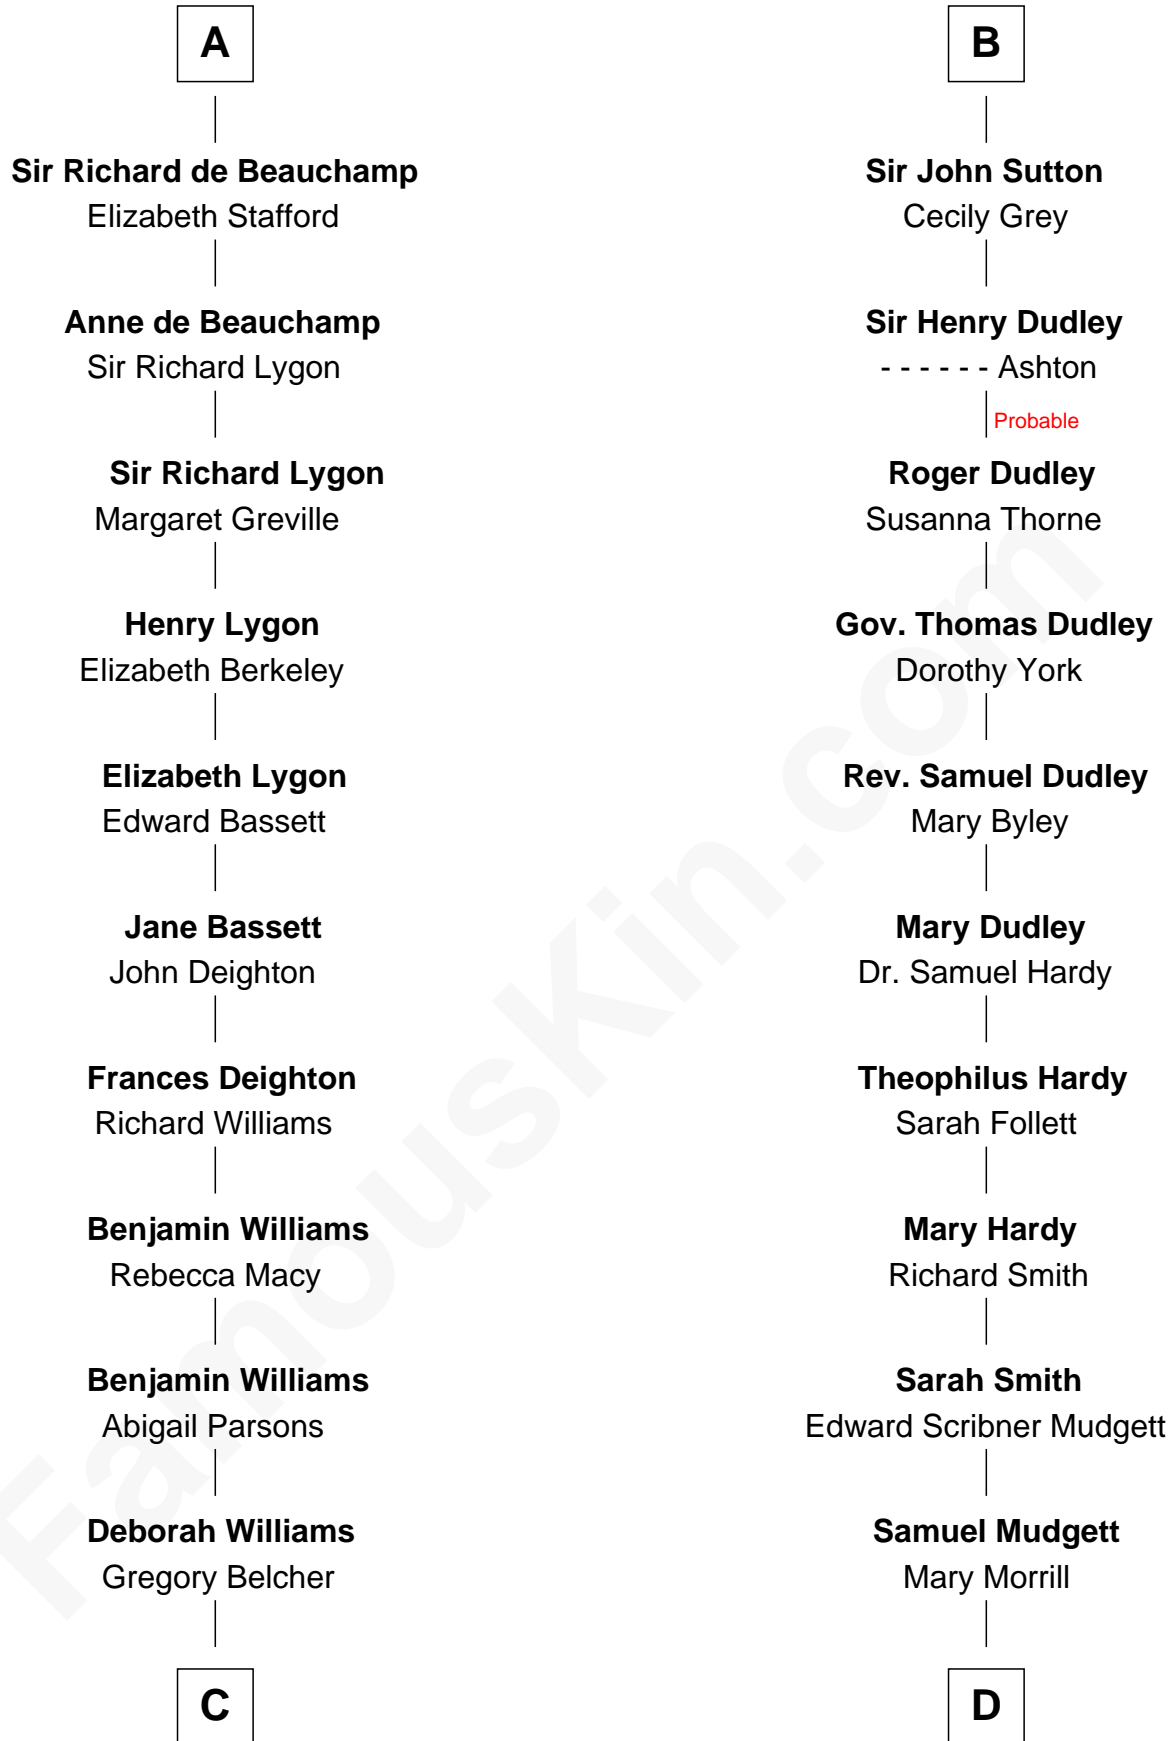 A
Sir Richard de Beauchamp
Elizabeth Stafford
Anne de Beauchamp
Sir Richard Lygon
Sir Richard Lygon
Margaret Greville
Henry Lygon
Elizabeth Berkeley
Elizabeth Lygon
Edward Bassett
Jane Bassett
John Deighton
Frances Deighton
Richard Williams
Benjamin Williams
Rebecca Macy
Benjamin Williams
Abigail Parsons
Deborah Williams
Gregory Belcher
C
B
Sir John Sutton
Cecily Grey
Sir Henry Dudley
- - - - - - Ashton
Probable
Roger Dudley
Susanna Thorne
Gov. Thomas Dudley
Dorothy York
Rev. Samuel Dudley
Mary Byley
Mary Dudley
Dr. Samuel Hardy
Theophilus Hardy
Sarah Follett
Mary Hardy
Richard Smith
Sarah Smith
Edward Scribner Mudgett
Samuel Mudgett
Mary Morrill
D
FamousKin.com